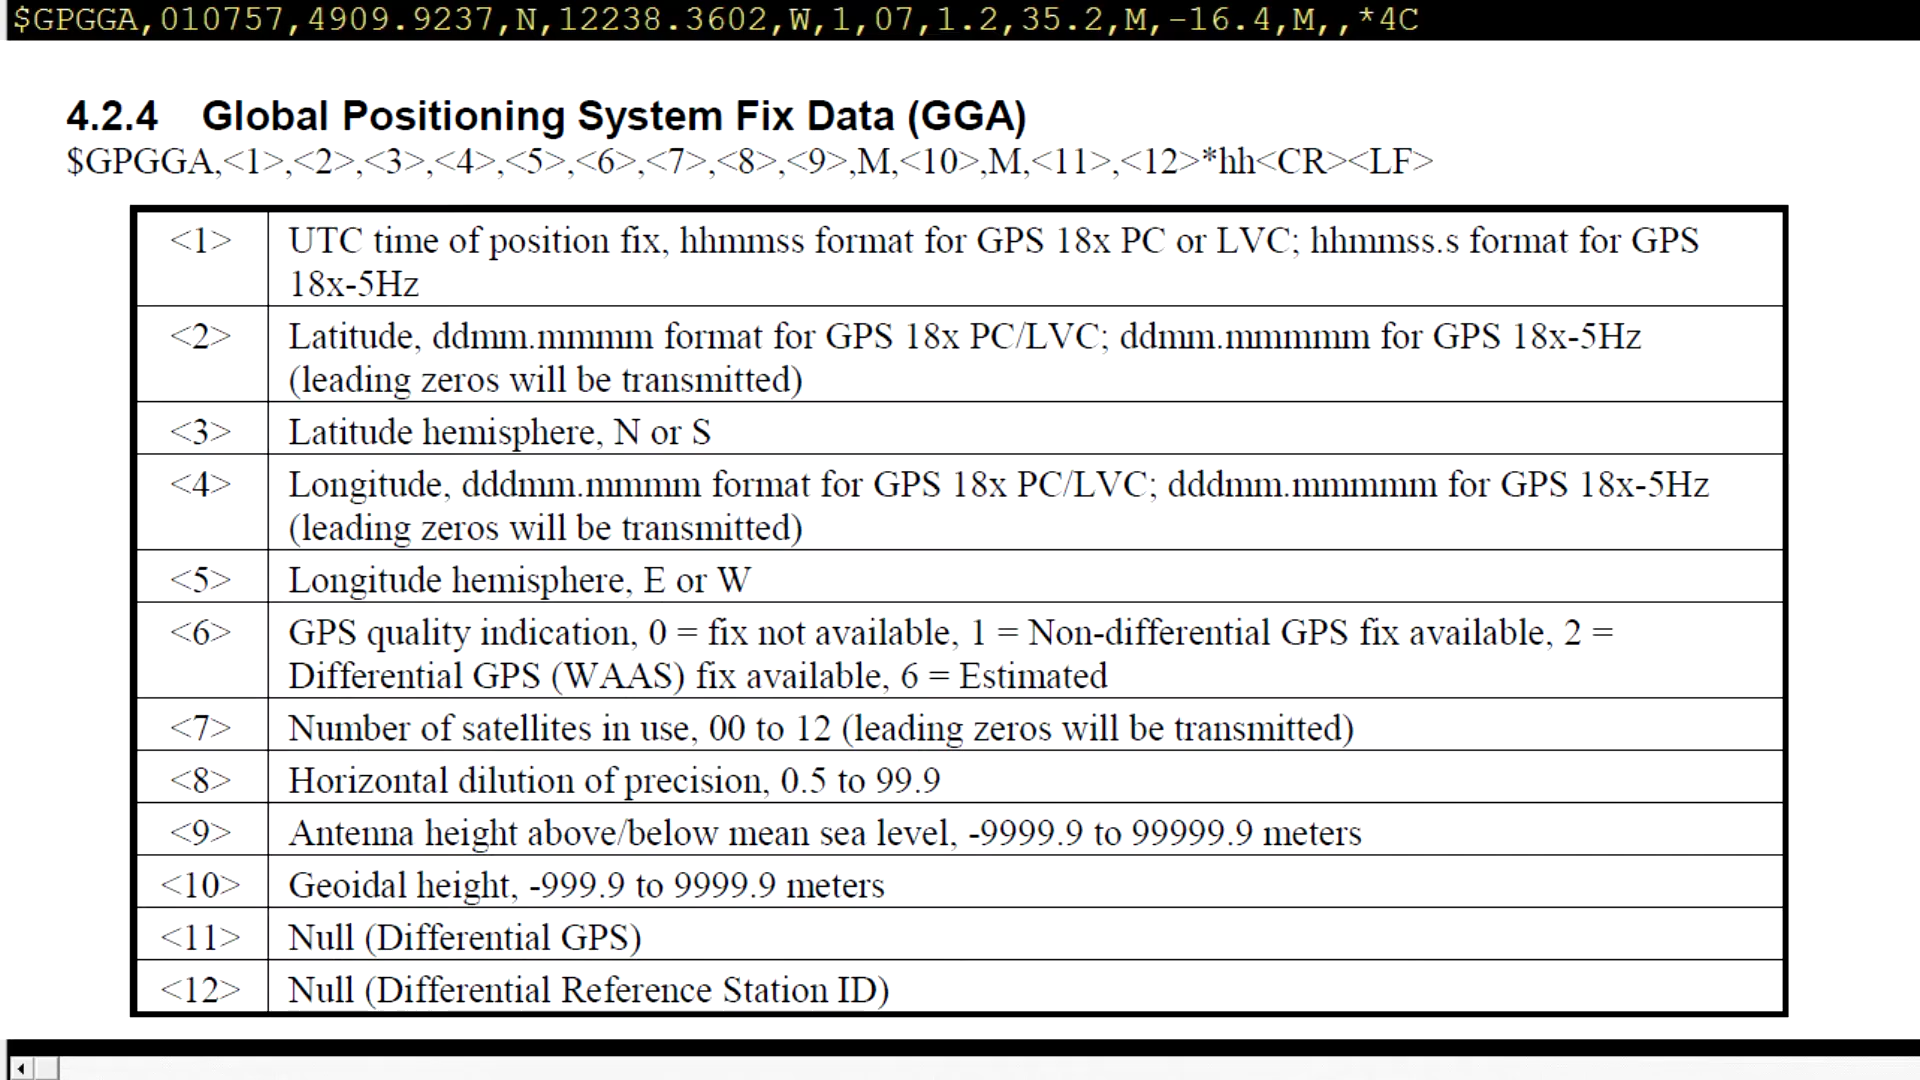 $GPGGA,010757,4909.9237,N,12238.3602,W,1,07,1.2,35.2,M,-16.4,M,,*4C
4.2.4 Global Positioning System Fix Data (GGA)
$GPGGA,<1>,<2>,<3>,<4>,<5>,<6>,<7>,<8>,<9>,M,<10>,M,<11>,<12>*hh<CR><LF>
<1> UTC time of position fix, hhmmss format for GPS 18x PC or LVC; hhmmss.s format for GPS
18x-5Hz
<2> Latitude, ddmm.mmmm format for GPS 18x PC/LVC; ddmm.mmmmm for GPS 18x-5Hz
(leading zeros will be transmitted)
<3> Latitude hemisphere, N or S
<4> Longitude, dddmm.mmmm format for GPS 18x PC/LVC; dddmm.mmmmm for GPS 18x-5Hz
(leading zeros will be transmitted)
<5> Longitude hemisphere, E or W
<6> GPS quality indication, 0 = fix not available, 1 = Non-differential GPS fix available, 2 =
Differential GPS (WAAS) fix available, 6 = Estimated
<7> Number of satellites in use, 00 to 12 (leading zeros will be transmitted)
<8> Horizontal dilution of precision, 0.5 to 99.9
<9> Antenna height above/below mean sea level, -9999.9 to 99999.9 meters
<10> Geoidal height, -999.9 to 9999.9 meters
<11> Null (Differential GPS)
<12> Null (Differential Reference Station ID)